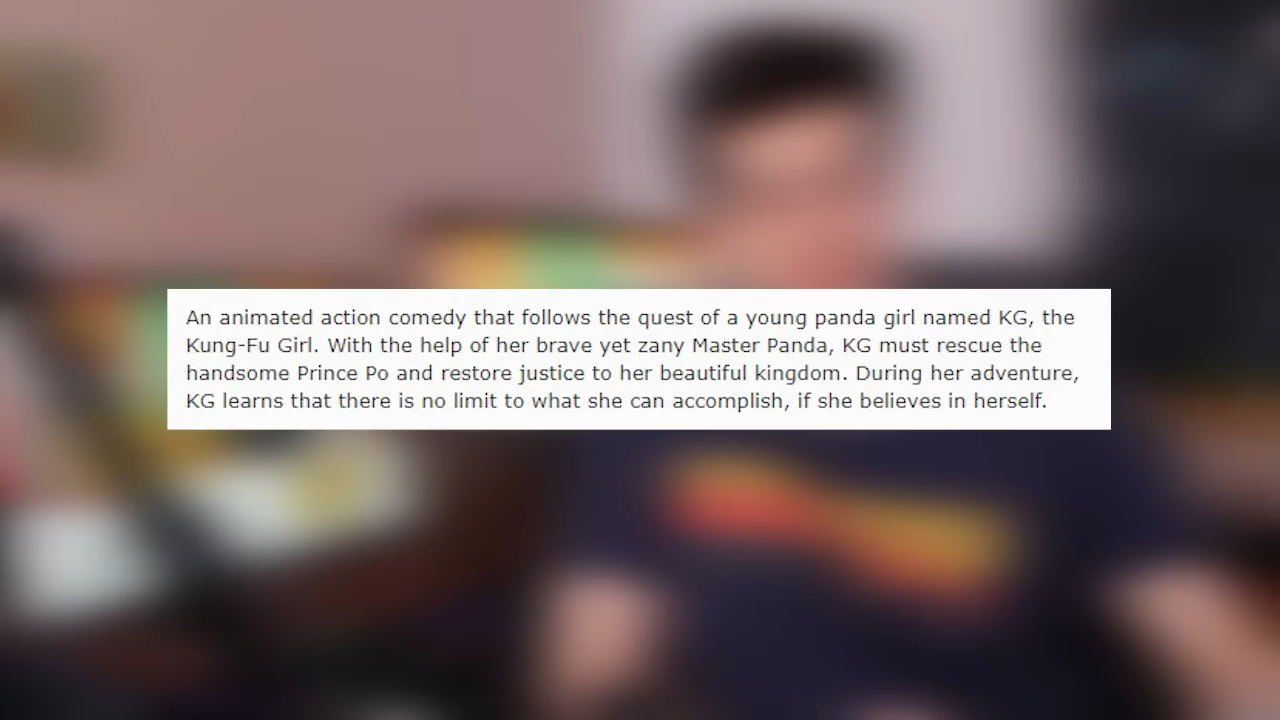 An animated action comedy that follows the quest of a young panda girl named KG, the
Kung-Fu Girl. With the help of her brave yet zany Master Panda, KG must rescue the
handsome Prince Po and restore justice to her beautiful kingdom. During her adventure,
KG learns that there is no limit to what she can accomplish, if she believes in herself.